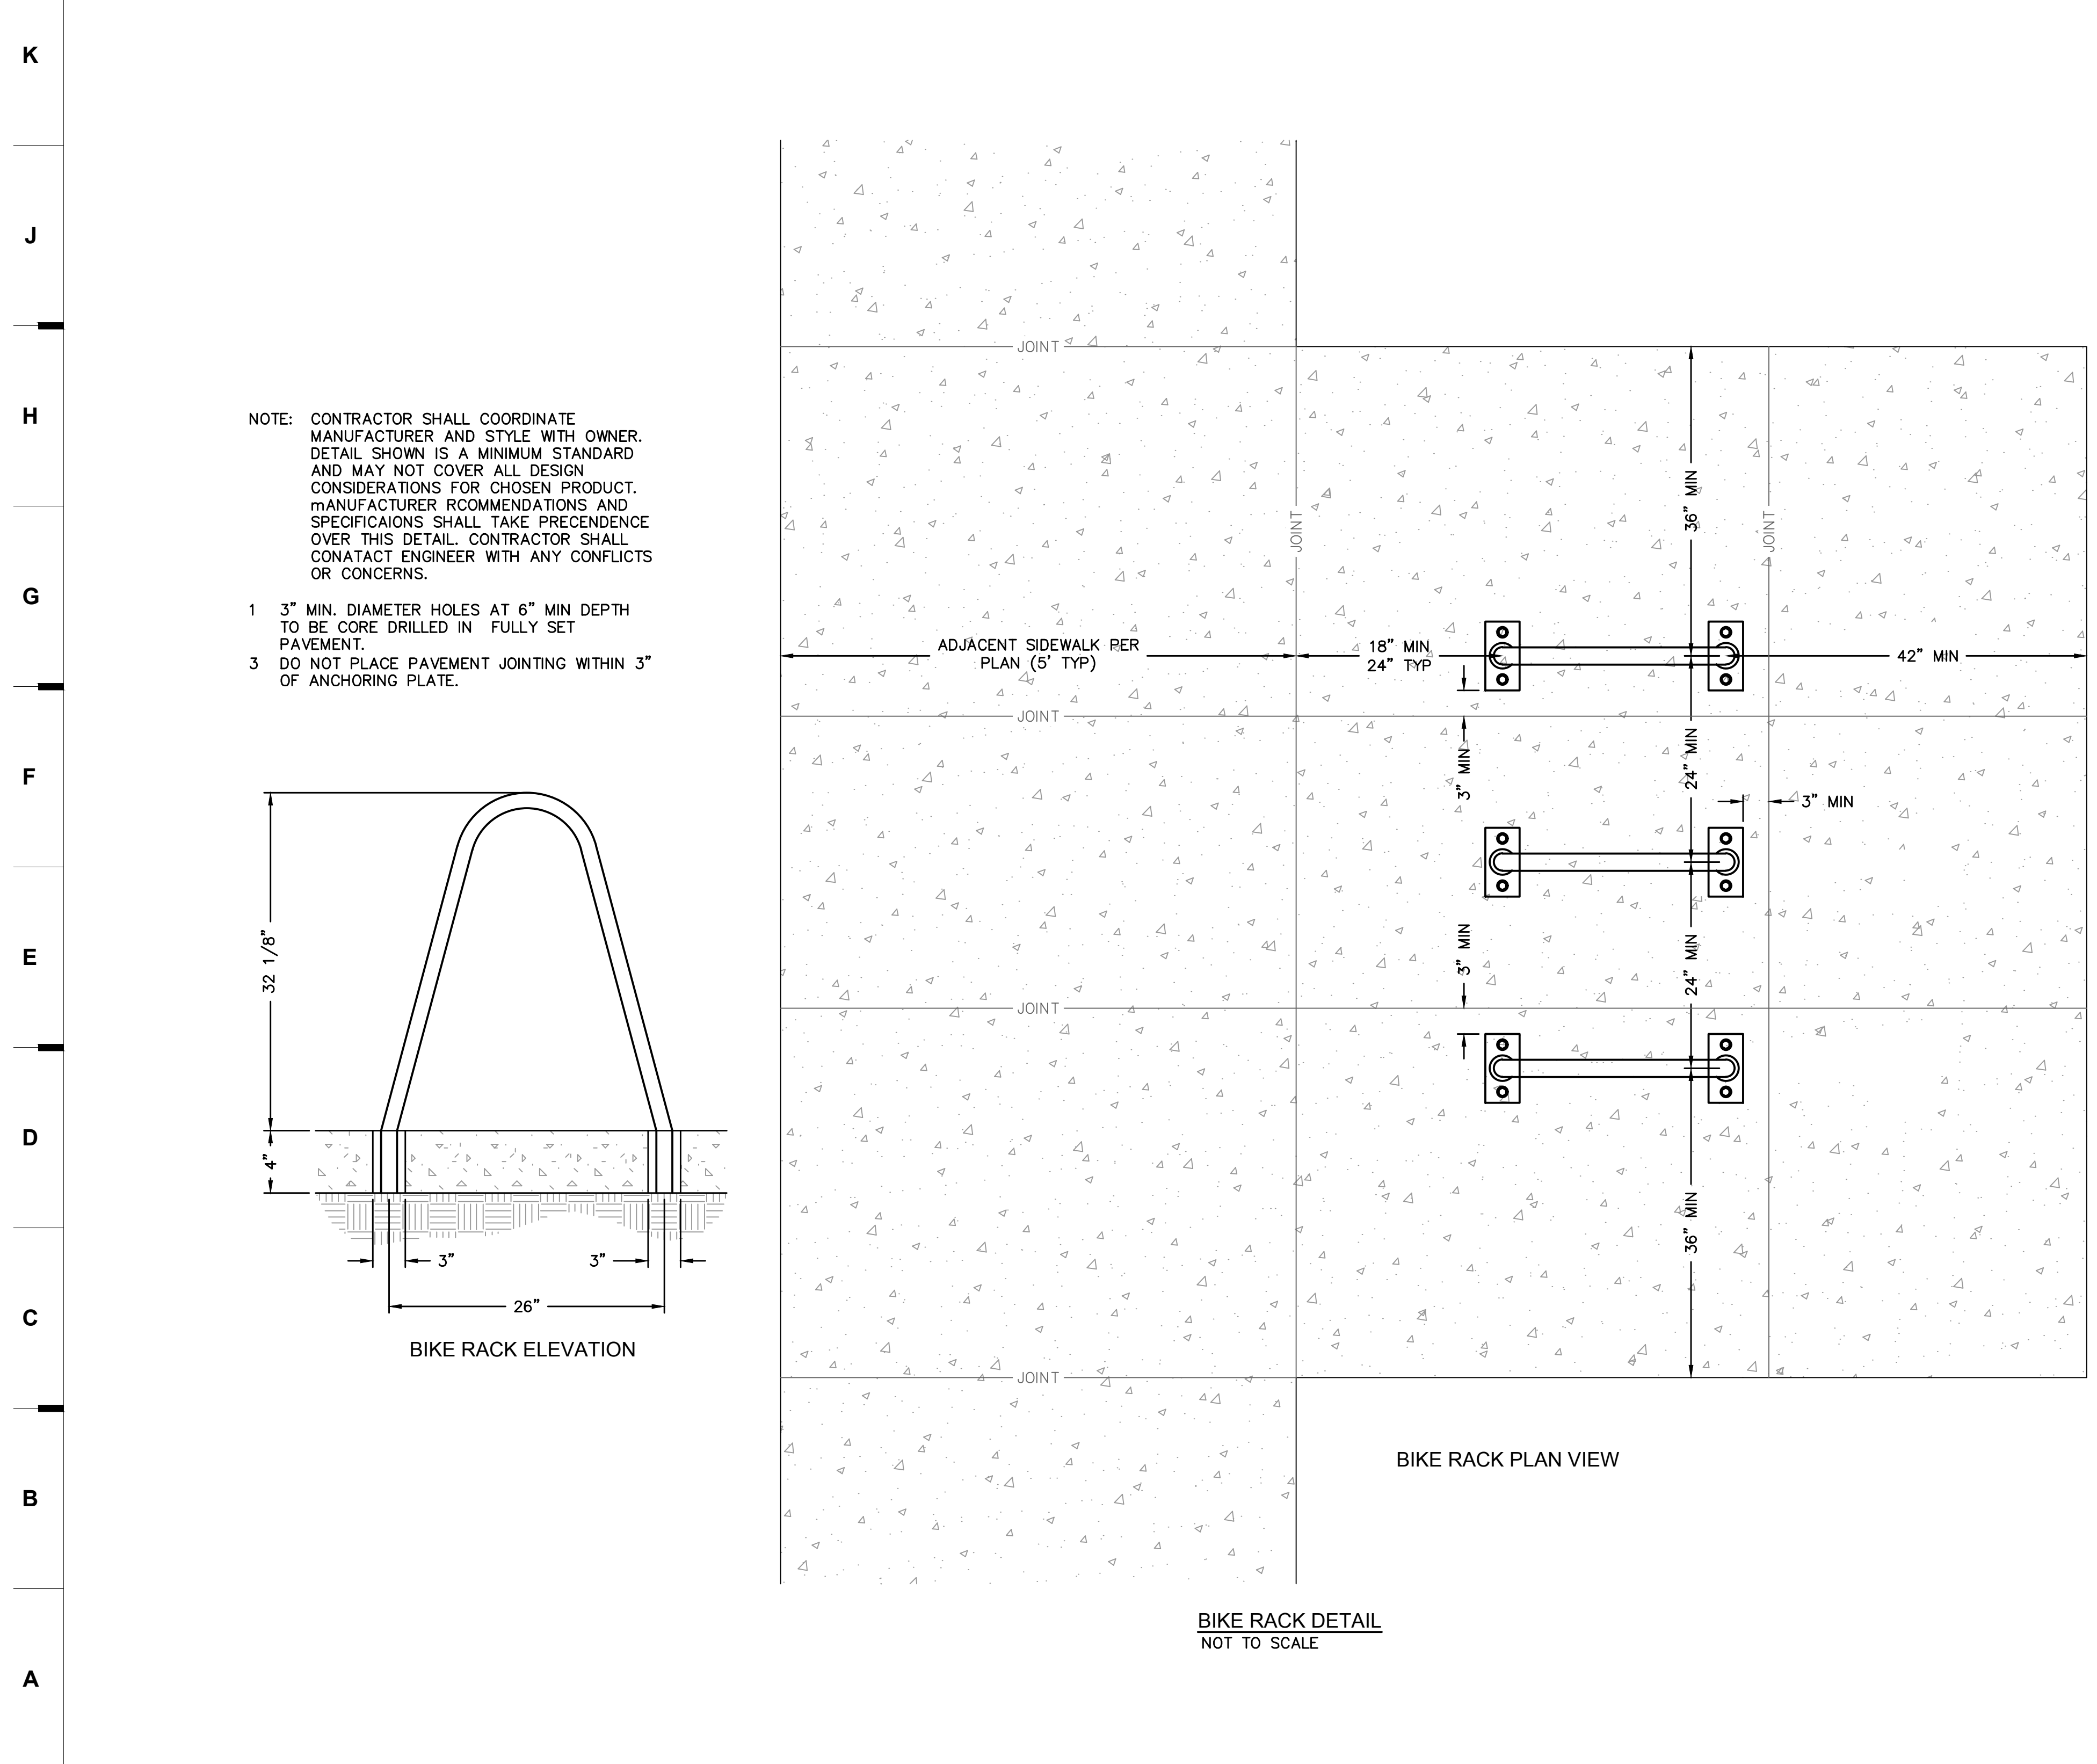 K
J
H
G
F
E
D
C
B
A
NOTE: CONTRACTOR SHALL COORDINATE
MANUFACTURER AND STYLE WITH OWNER.
DETAIL SHOWN IS A MINIMUM STANDARD
AND MAY NOT COVER ALL DESIGN
CONSIDERATIONS FOR CHOSEN PRODUCT.
mANUFACTURER RCOMMENDATIONS AND
SPECIFICAIONS SHALL TAKE PRECENDENCE
OVER THIS DETAIL. CONTRACTOR SHALL
CONATACT ENGINEER WITH ANY CONFLICTS
OR CONCERNS.
1 3” MIN. DIAMETER HOLES AT 6” MIN DEPTH
TO BE CORE DRILLED IN FULLY SET
PAVEMENT.
3 DO NOT PLACE PAVEMENT JOINTING WITHIN 3”
OF ANCHORING PLATE.
32 1/8”
4”
3”
3”
26”
BIKE RACK ELEVATION
JOINT
36” MIN
JOINT
JOINT
ADJACENT SIDEWALK PER
PLAN (5’ TYP)
18” MIN
24” TYP
42” MIN
JOINT
3” MIN
24” MIN
3” MIN
3” MIN
24” MIN
JOINT
36” MIN
JOINT
BIKE RACK PLAN VIEW
BIKE RACK DETAIL
NOT TO SCALE